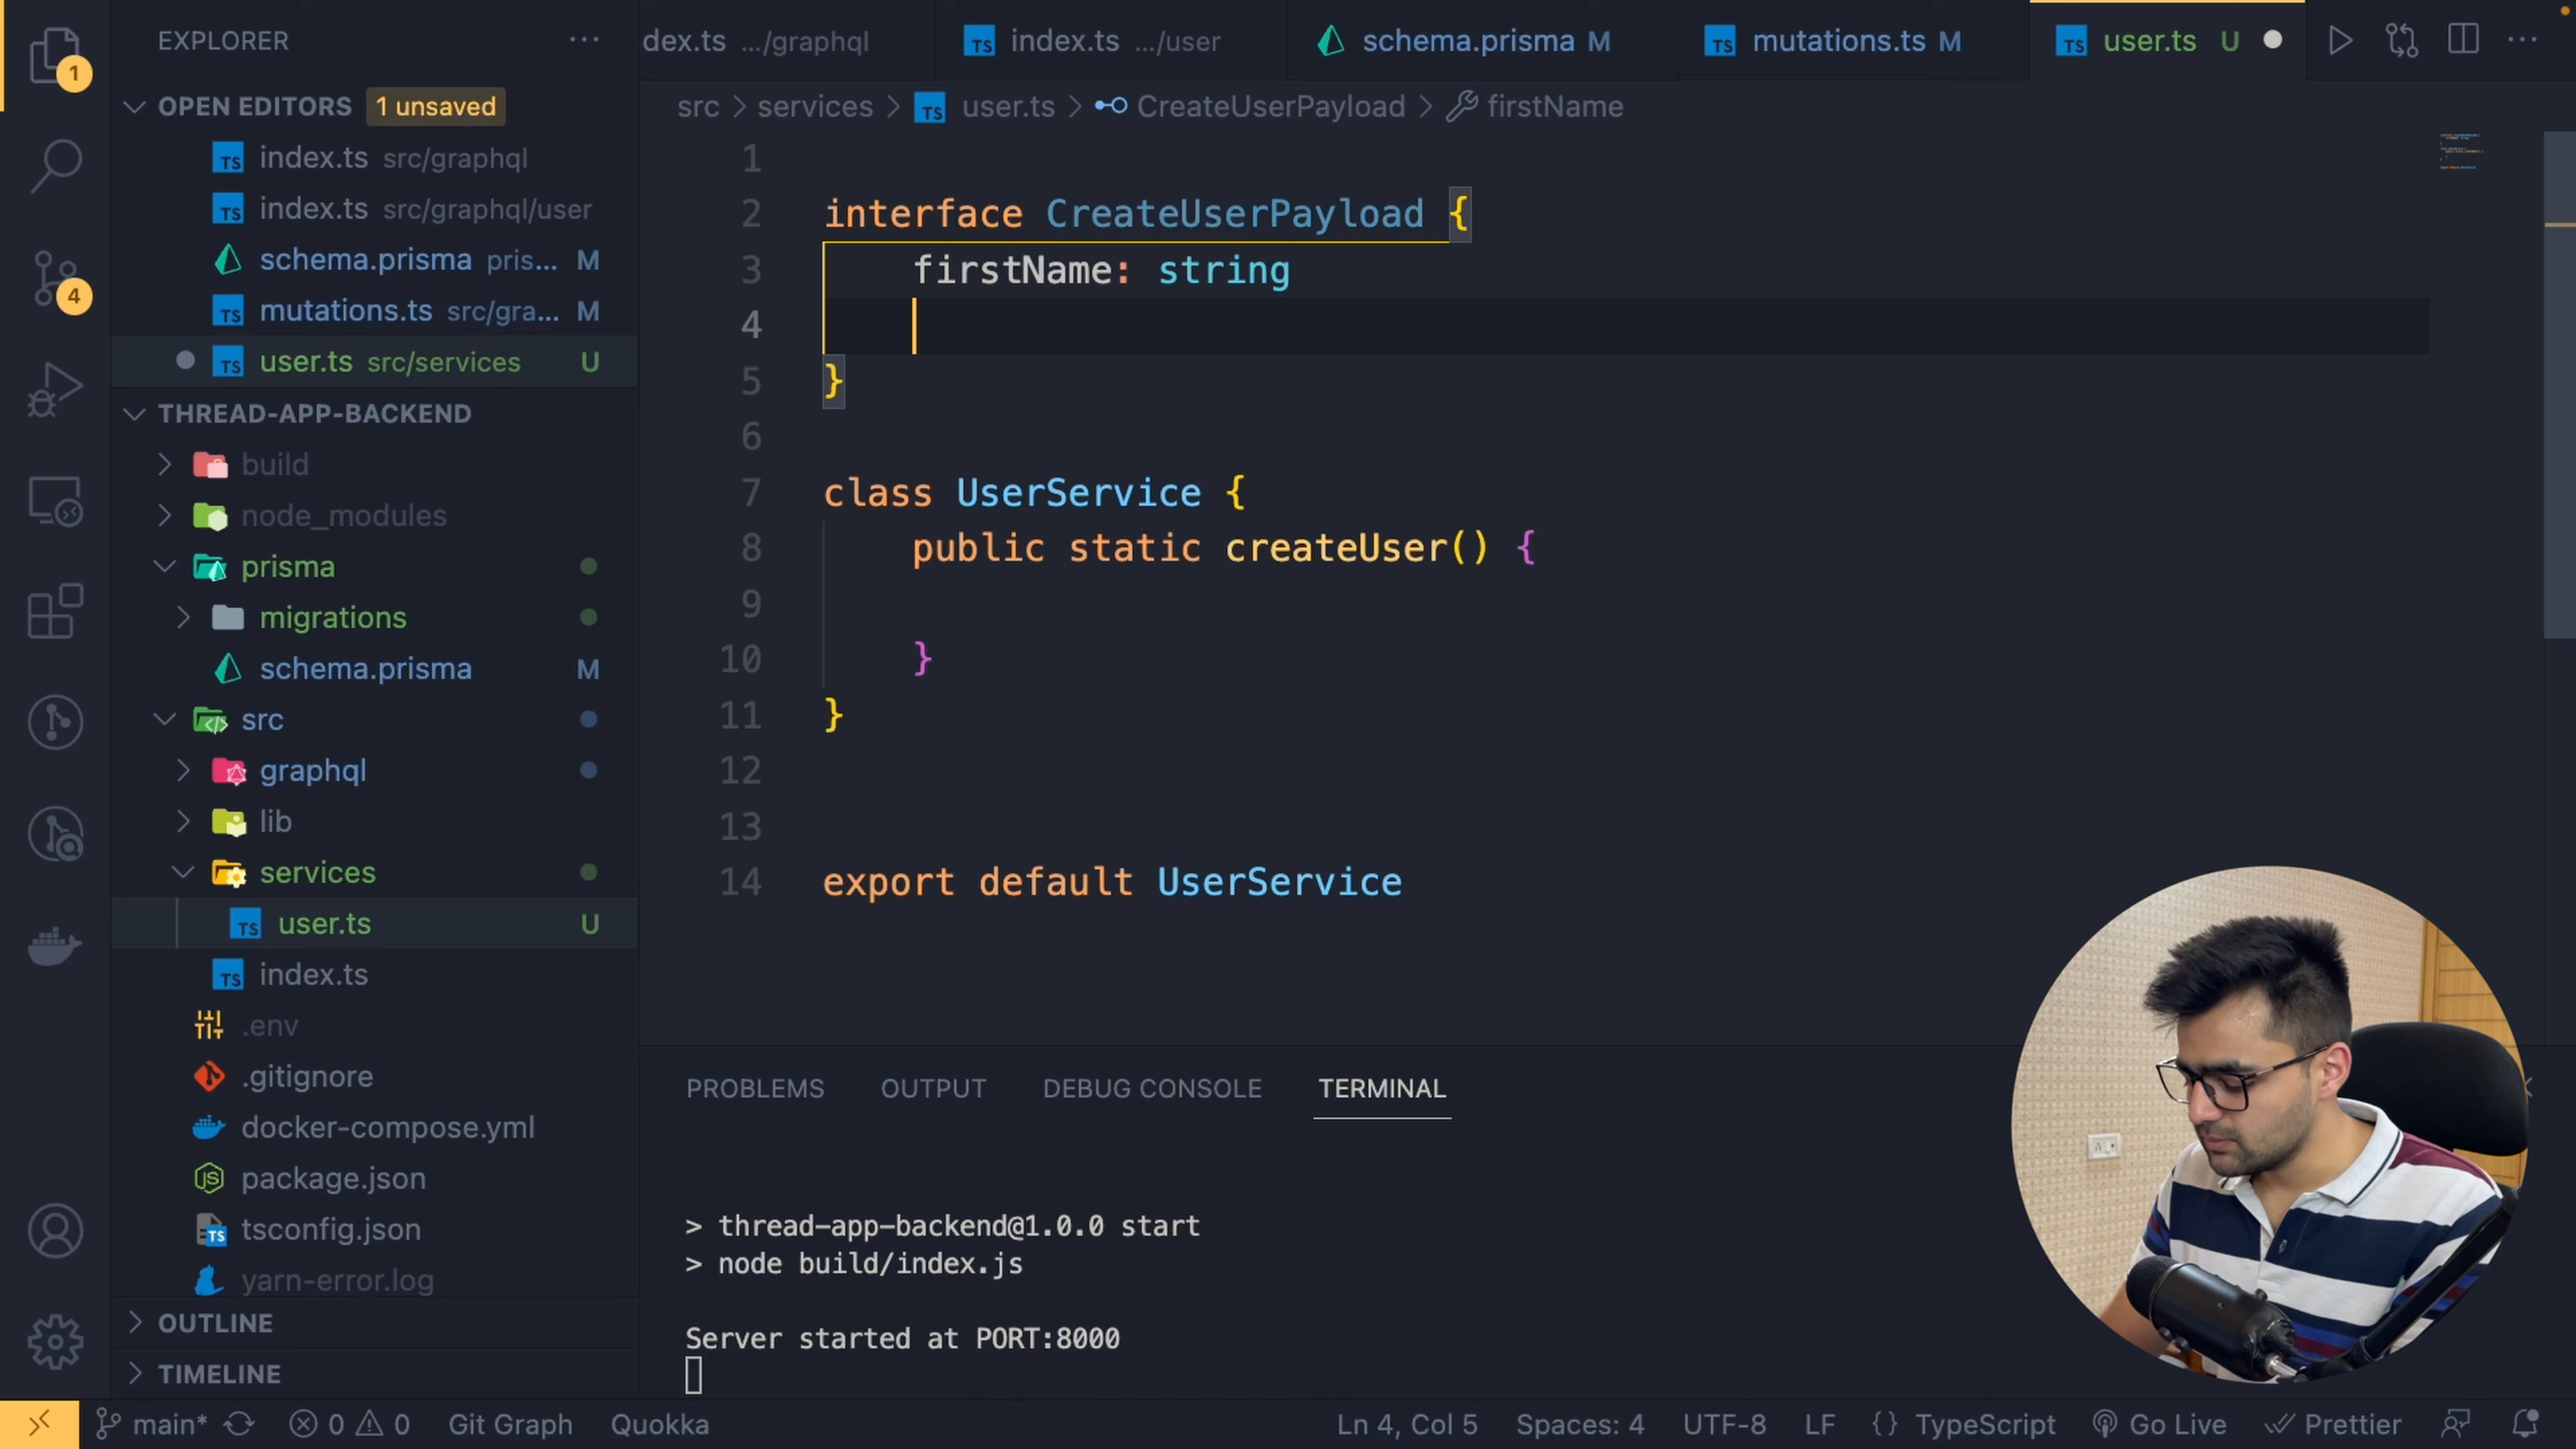 EXPLORER
dex.ts .../graphql
index.ts .../user
schema.prisma M
mutations.ts M
user.ts U
1
OPEN EDITORS 1 unsaved
index.ts src/graphql
index.ts src/graphql/user
schema.prisma pris... M
mutations.ts src/gra... M
user.ts src/services U
4
THREAD-APP-BACKEND
build
node_modules
prisma
migrations
schema.prisma M
src
graphql
lib
services
user.ts U
index.ts
.env
.gitignore
docker-compose.yml
package.json
tsconfig.json
yarn-error.log
OUTLINE
TIMELINE
src > services > user.ts > CreateUserPayload > firstName
1
2 interface CreateUserPayload {
3 firstName: string
4
5 }
6
7 class UserService {
8 public static createUser() {
9
10 }
11 }
12
13
14 export default UserService
PROBLEMS OUTPUT DEBUG CONSOLE TERMINAL
> thread-app-backend@1.0.0 start
> node build/index.js
Server started at PORT:8000
main* 0 0 Git Graph Quokka Ln 4, Col 5 Spaces: 4 UTF-8 LF {} TypeScript Go Live Prettier